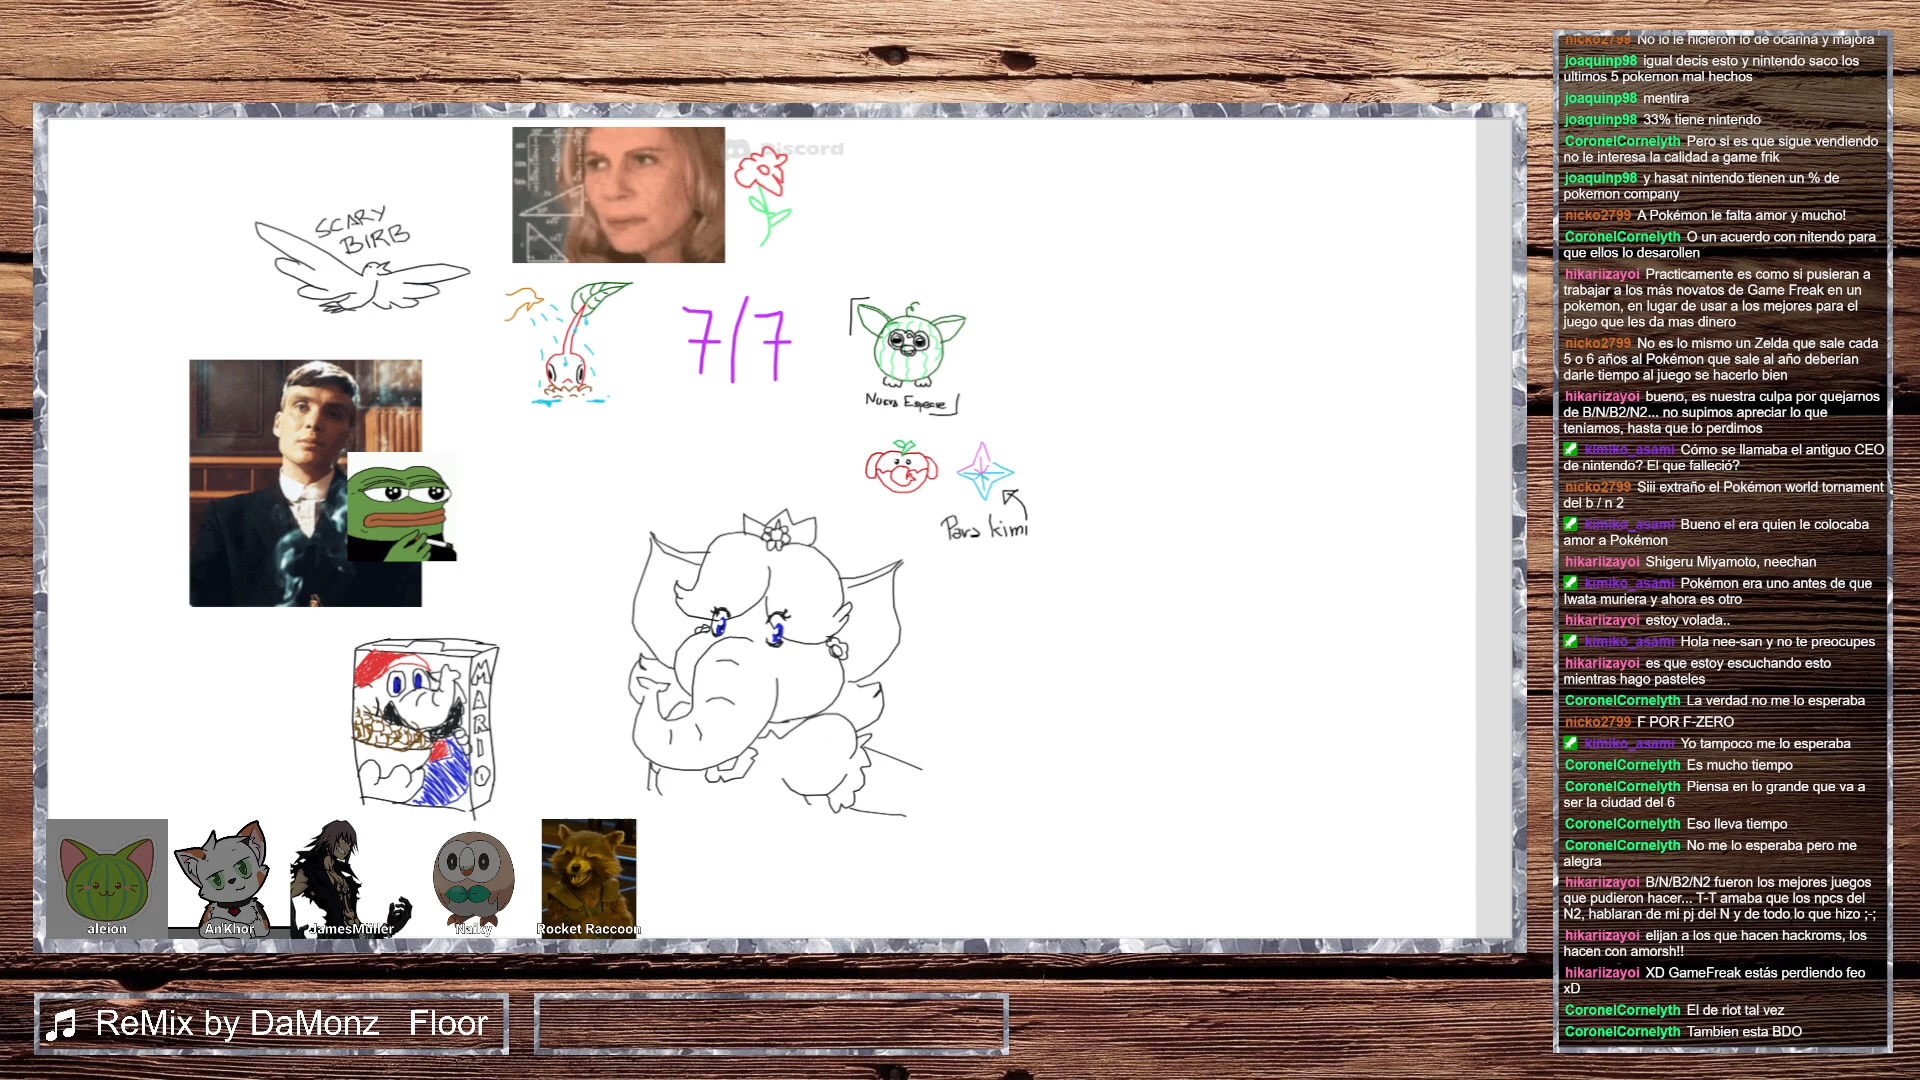 Discord
SCARY
BIRB
7/7
Nueva Especie
Para kimi
MARIO
aleion
An'Khor
JamesMüller
Naiky
Rocket Raccoon
ReMix by DaMonz Floor
nicko2799 No lo le hicieron lo de ocarina y majora
joaquinp98 igual decis esto y nintendo saco los
ultimos 5 pokemon mal hechos
joaquinp98 mentira
joaquinp98 33% tiene nintendo
CoronelCornelyth Pero si es que sigue vendiendo
no le interesa la calidad a game frik
joaquinp98 y hasat nintendo tienen un % de
pokemon company
nicko2799 A Pokémon le falta amor y mucho!
CoronelCornelyth O un acuerdo con nitendo para
que ellos lo desarollen
hikariizayoi Practicamente es como si pusieran a
trabajar a los más novatos de Game Freak en un
pokemon, en lugar de usar a los mejores para el
juego que les da mas dinero
nicko2799 No es lo mismo un Zelda que sale cada
5 o 6 años al Pokémon que sale al año deberían
darle tiempo al juego se hacerlo bien
hikariizayoi bueno, es nuestra culpa por quejarnos
de B/N/B2/N2... no supimos apreciar lo que
teníamos, hasta que lo perdimos
kimiko_asami Cómo se llamaba el antiguo CEO
de nintendo? El que falleció?
nicko2799 Siii extraño el Pokémon world tornament
del b / n 2
kimiko_asami Bueno el era quien le colocaba
amor a Pokémon
hikariizayoi Shigeru Miyamoto, neechan
kimiko_asami Pokémon era uno antes de que
Iwata muriera y ahora es otro
hikariizayoi estoy volada..
kimiko_asami Hola nee-san y no te preocupes
hikariizayoi es que estoy escuchando esto
mientras hago pasteles
CoronelCornelyth La verdad no me lo esperaba
nicko2799 F POR F-ZERO
kimiko_asami Yo tampoco me lo esperaba
CoronelCornelyth Es mucho tiempo
CoronelCornelyth Piensa en lo grande que va a
ser la ciudad del 6
CoronelCornelyth Eso lleva tiempo
CoronelCornelyth No me lo esperaba pero me
alegra
hikariizayoi B/N/B2/N2 fueron los mejores juegos
que pudieron hacer... T-T amaba que los npcs del
N2, hablaran de mi pj del N y de todo lo que hizo ;-;
hikariizayoi elijan a los que hacen hackroms, los
hacen con amorsh!!
hikariizayoi XD GameFreak estás perdiendo feo
xD
CoronelCornelyth El de riot tal vez
CoronelCornelyth Tambien esta BDO